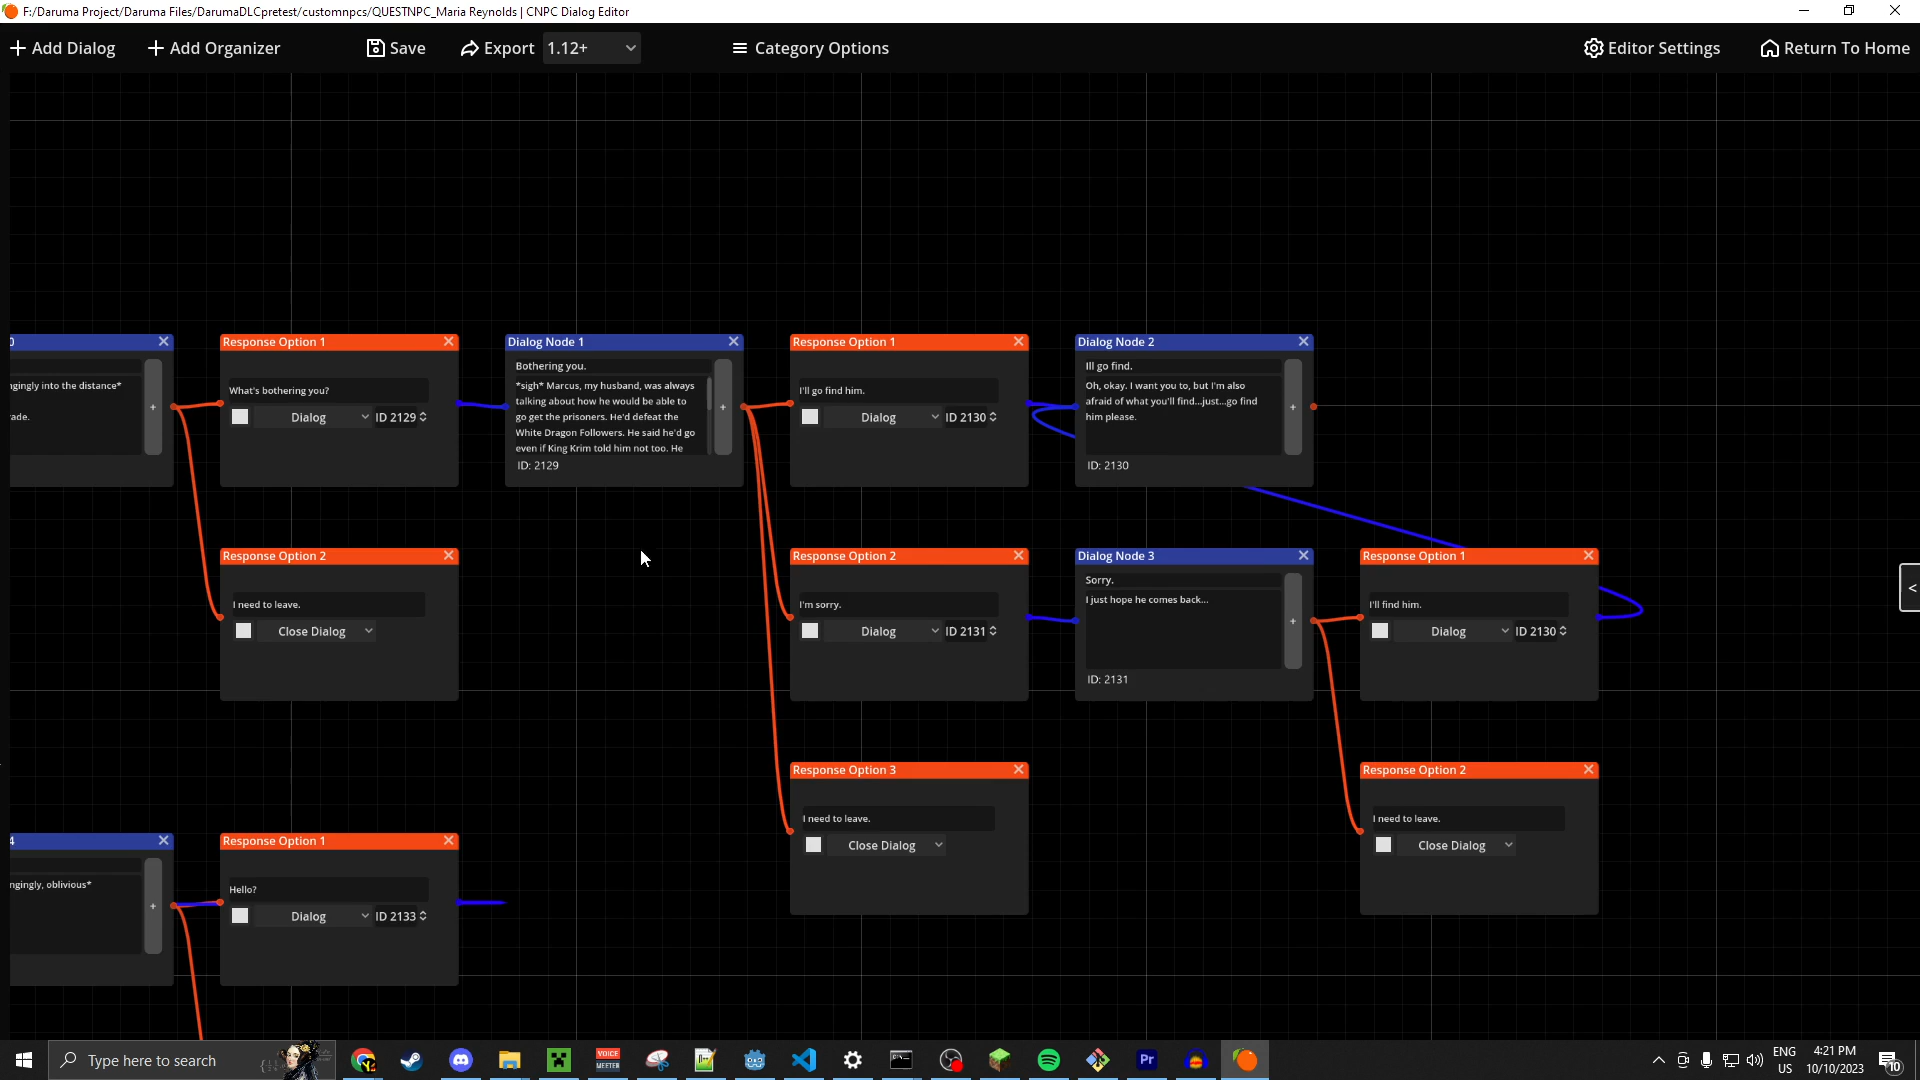 F:/Daruma Project/Daruma Files/DarumaDLCpretest/customnpcs/QUESTNPC_Maria Reynolds | CNPC Dialog Editor
+ Add Dialog
+ Add Organizer
Save
Export
1.12+
Category Options
Editor Settings
Return To Home
0
ngingly into the distance*
ade.
+
Response Option 1
What's bothering you?
Dialog
ID 2129
Dialog Node 1
Bothering you.
*sigh* Marcus, my husband, was always
talking about how he would be able to
go get the prisoners. He'd defeat the
White Dragon Followers. He said he'd go
even if King Krim told him not too. He
+
ID: 2129
Response Option 1
I'll go find him.
Dialog
ID 2130
Dialog Node 2
Ill go find.
Oh, okay. I want you to, but I'm also
afraid of what you'll find...just...go find
him please.
+
ID: 2130
Response Option 2
I need to leave.
Close Dialog
Response Option 2
I'm sorry.
Dialog
ID 2131
Dialog Node 3
Sorry.
I just hope he comes back...
+
ID: 2131
Response Option 1
I'll find him.
Dialog
ID 2130
<
Response Option 3
I need to leave.
Close Dialog
Response Option 2
I need to leave.
Close Dialog
4
ngingly, oblivious*
+
Response Option 1
Hello?
Dialog
ID 2133
Type here to search
VOICE
MEETER
Pr
ENG
US
4:21 PM
10/10/2023
10